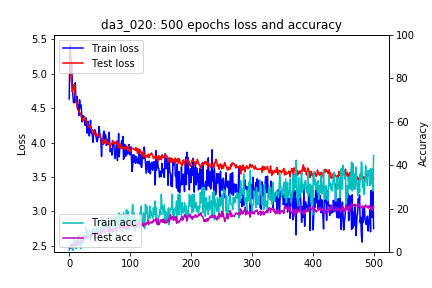 da3_020: 500 epochs loss and accuracy
Train loss
Test loss
Train acc
Test acc
Loss
5.5
5.0
4.5
4.0
3.5
3.0
2.5
Accuracy
100
80
60
40
20
0
0
100
200
300
400
500